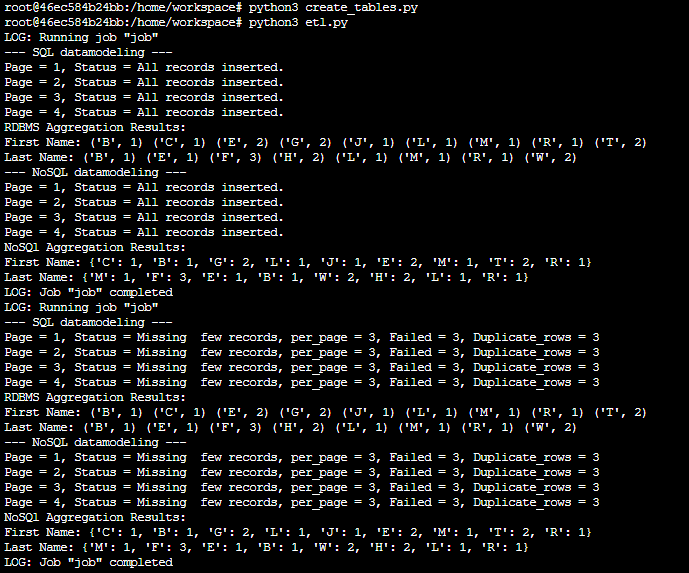 root@46ec584b24bb:/home/workspace# python3 create_tables.py
root@46ec584b24bb:/home/workspace# python3 etl.py
LOG: Running job "job"
--- SQL datamodeling ---
Page = 1, Status = All records inserted.
Page = 2, Status = All records inserted.
Page = 3, Status = All records inserted.
Page = 4, Status = All records inserted.
RDBMS Aggregation Results:
First Name: ('B', 1) ('C', 1) ('E', 2) ('G', 2) ('J', 1) ('L', 1) ('M', 1) ('R', 1) ('T', 2)
Last Name: ('B', 1) ('E', 1) ('F', 3) ('H', 2) ('L', 1) ('M', 1) ('R', 1) ('W', 2)
--- NoSQL datamodeling ---
Page = 1, Status = All records inserted.
Page = 2, Status = All records inserted.
Page = 3, Status = All records inserted.
Page = 4, Status = All records inserted.
NoSQl Aggregation Results:
First Name: {'C': 1, 'B': 1, 'G': 2, 'L': 1, 'J': 1, 'E': 2, 'M': 1, 'T': 2, 'R': 1}
Last Name: {'M': 1, 'F': 3, 'E': 1, 'B': 1, 'W': 2, 'H': 2, 'L': 1, 'R': 1}
LOG: Job "job" completed
LOG: Running job "job"
--- SQL datamodeling ---
Page = 1, Status = Missing  few records, per_page = 3, Failed = 3, Duplicate_rows = 3
Page = 2, Status = Missing  few records, per_page = 3, Failed = 3, Duplicate_rows = 3
Page = 3, Status = Missing  few records, per_page = 3, Failed = 3, Duplicate_rows = 3
Page = 4, Status = Missing  few records, per_page = 3, Failed = 3, Duplicate_rows = 3
RDBMS Aggregation Results:
First Name: ('B', 1) ('C', 1) ('E', 2) ('G', 2) ('J', 1) ('L', 1) ('M', 1) ('R', 1) ('T', 2)
Last Name: ('B', 1) ('E', 1) ('F', 3) ('H', 2) ('L', 1) ('M', 1) ('R', 1) ('W', 2)
--- NoSQL datamodeling ---
Page = 1, Status = Missing  few records, per_page = 3, Failed = 3, Duplicate_rows = 3
Page = 2, Status = Missing  few records, per_page = 3, Failed = 3, Duplicate_rows = 3
Page = 3, Status = Missing  few records, per_page = 3, Failed = 3, Duplicate_rows = 3
Page = 4, Status = Missing  few records, per_page = 3, Failed = 3, Duplicate_rows = 3
NoSQl Aggregation Results:
First Name: {'C': 1, 'B': 1, 'G': 2, 'L': 1, 'J': 1, 'E': 2, 'M': 1, 'T': 2, 'R': 1}
Last Name: {'M': 1, 'F': 3, 'E': 1, 'B': 1, 'W': 2, 'H': 2, 'L': 1, 'R': 1}
LOG: Job "job" completed